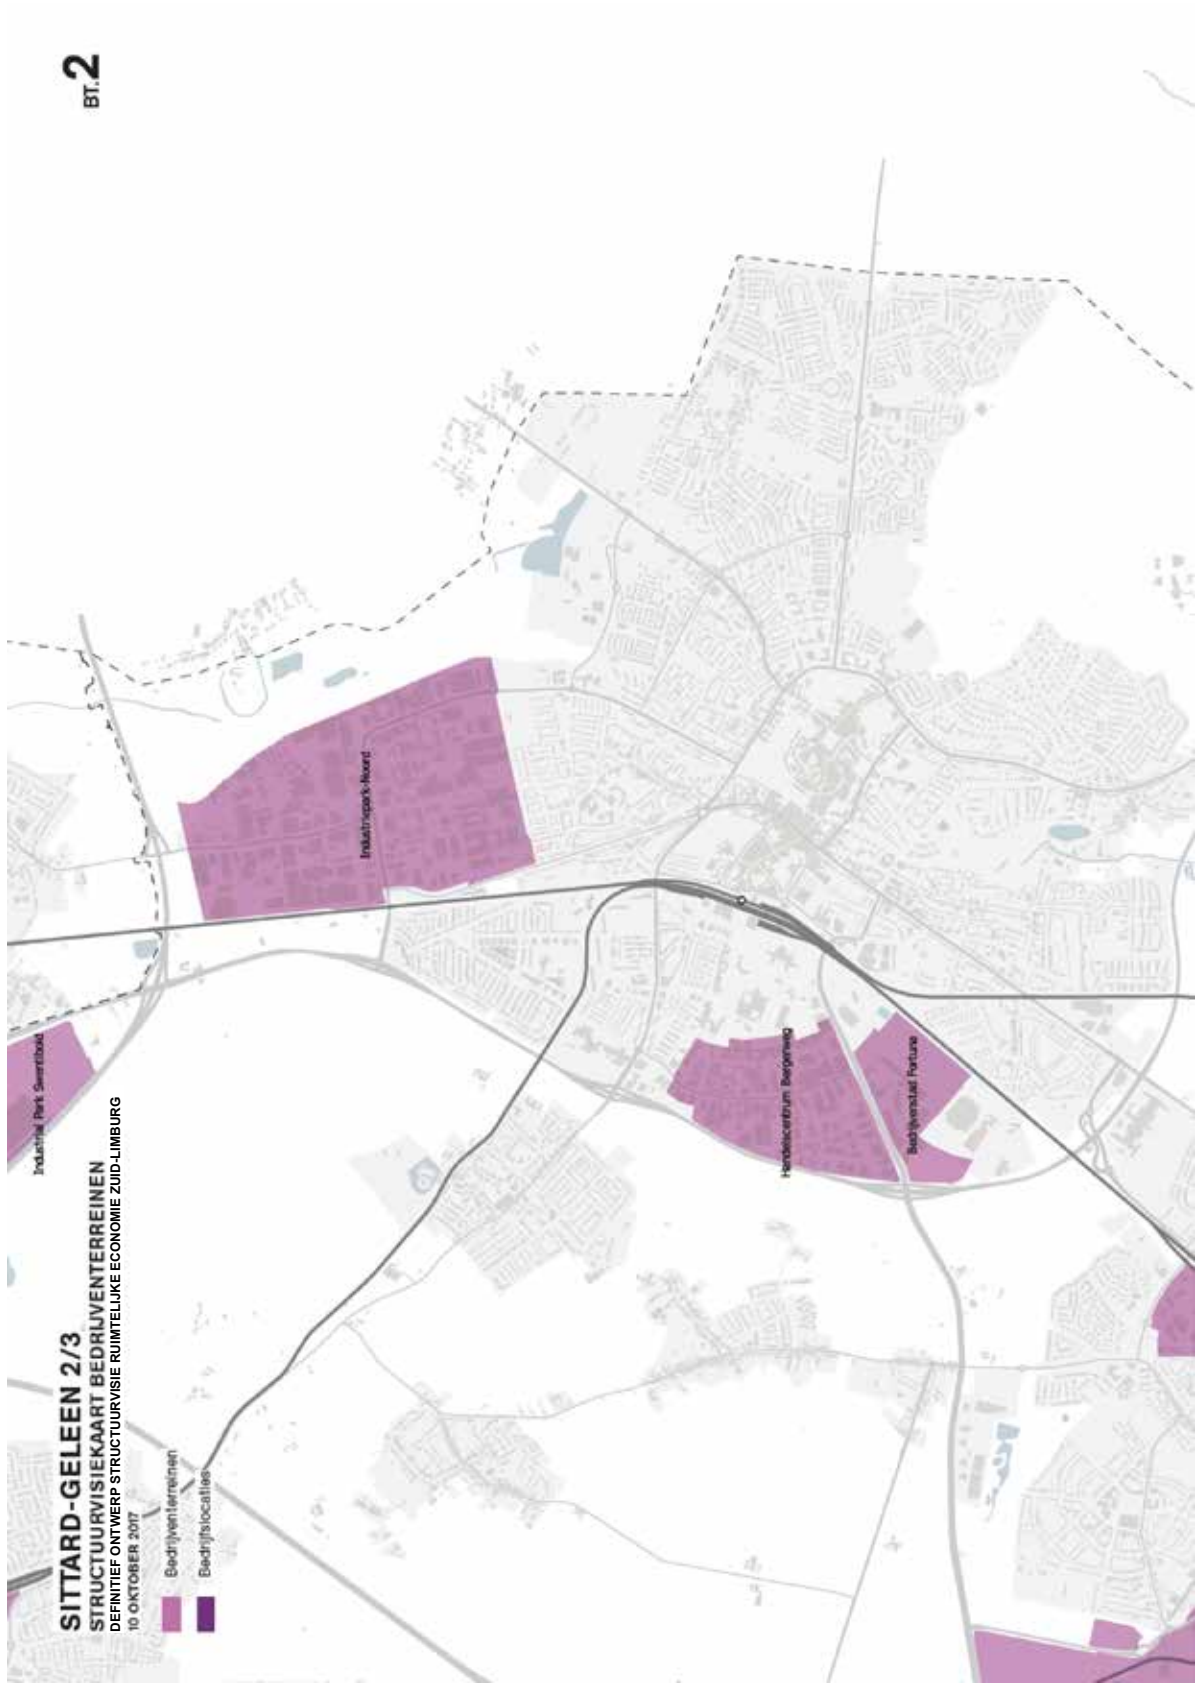 BT.2
SITTARD-GELEEN 2/3
STRUCTUURVISIEKAART BEDRIJVENTERREINEN
DEFINITIEF ONTWERP STRUCTUURVISIE RUIMTELIJKE ECONOMIE ZUID-LIMBURG
10 OKTOBER 2017
Bedrijventerreinen
Bedrijfslocaties
Industrial Park Swentibold
Industriepark-Noord
Handelscentrum Bergerweg
Bedrijvenstad Fortuna